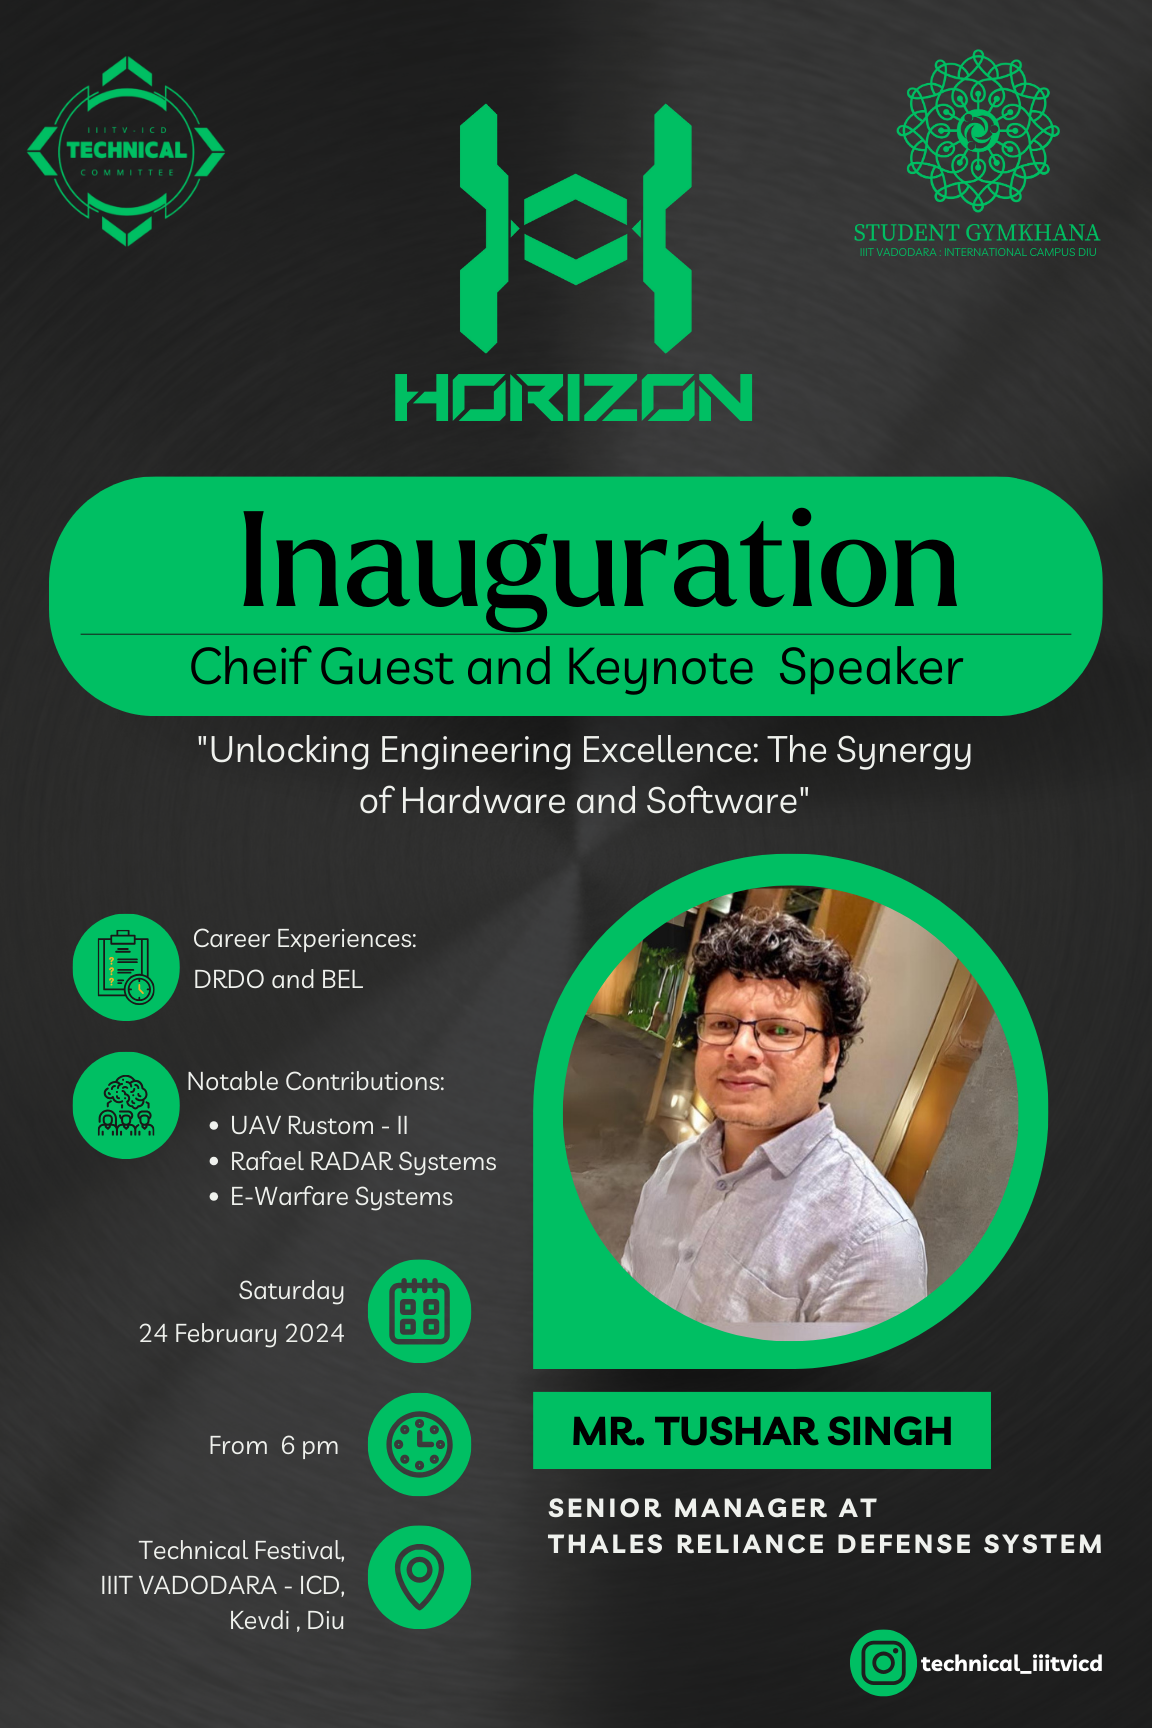 IIITV-ICD
TECHNICAL
COMMITTEE
STUDENT GYMKHANA
IIIT VADODARA : INTERNATIONAL CAMPUS DIU
HORIZON
Inauguration
Cheif Guest and Keynote Speaker
"Unlocking Engineering Excellence: The Synergy
of Hardware and Software"
Career Experiences:
DRDO and BEL
Notable Contributions:
• UAV Rustom - II
• Rafael RADAR Systems
• E-Warfare Systems
Saturday
24 February 2024
From 6 pm
Technical Festival,
IIIT VADODARA - ICD,
Kevdi , Diu
MR. TUSHAR SINGH
SENIOR MANAGER AT
THALES RELIANCE DEFENSE SYSTEM
technical_iiitvicd